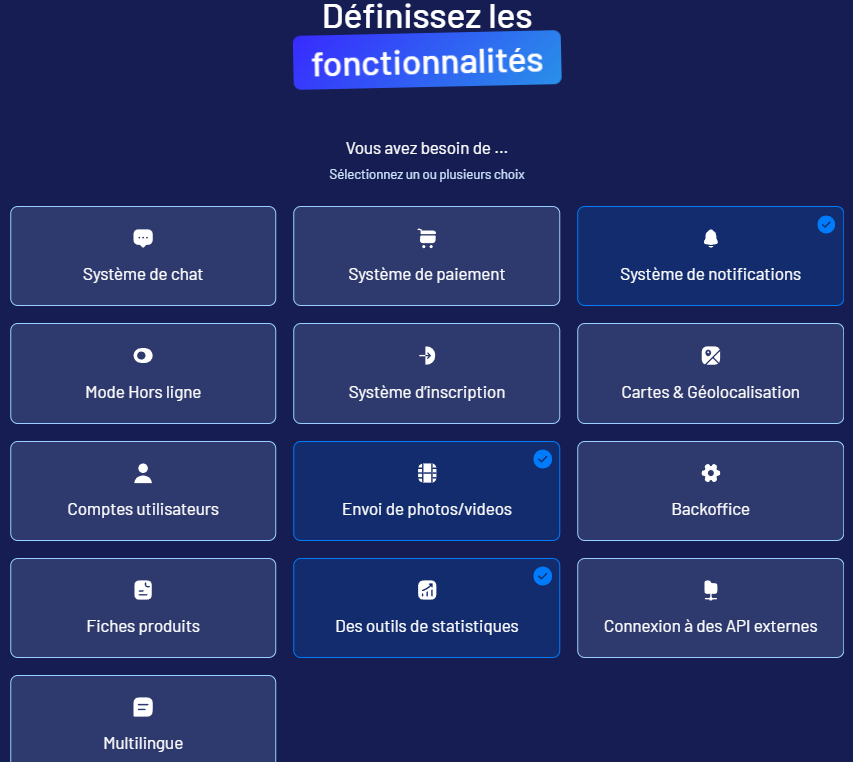 Définissez les
fonctionnalités
Vous avez besoin de ...
Sélectionnez un ou plusieurs choix
Système de chat
Système de paiement
Système de notifications
Mode Hors ligne
Système d'inscription
Cartes & Géolocalisation
Comptes utilisateurs
Envoi de photos/videos
Backoffice
Fiches produits
Des outils de statistiques
Connexion à des API externes
Multilingue